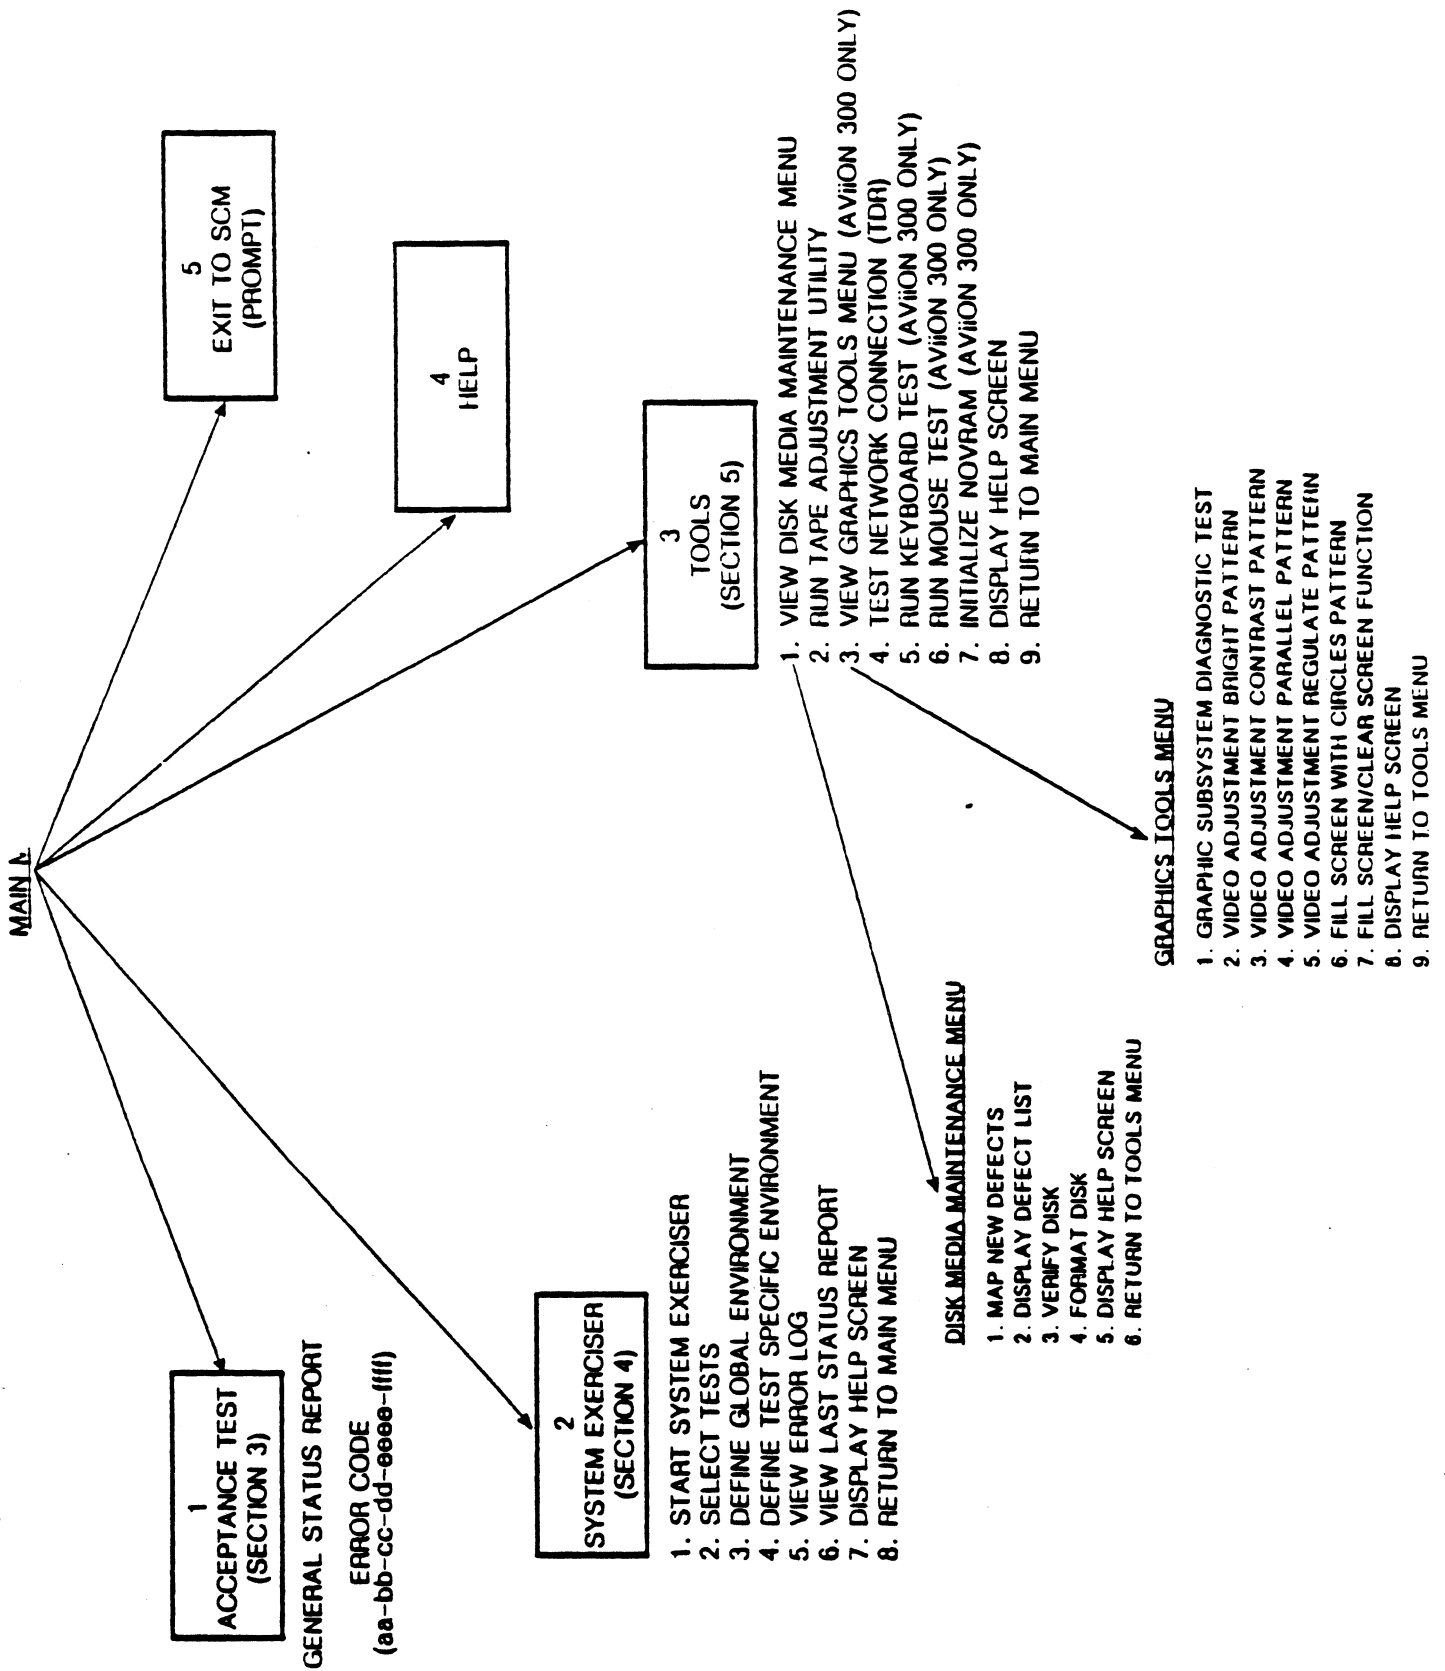 MAIN
1
ACCEPTANCE TEST
(SECTION 3)
GENERAL STATUS REPORT
ERROR CODE
(aa-bb-cc-dd-eeee-ffff)
2
SYSTEM EXERCISER
(SECTION 4)
1. START SYSTEM EXERCISER
2. SELECT TESTS
3. DEFINE GLOBAL ENVIRONMENT
4. DEFINE TEST SPECIFIC ENVIRONMENT
5. VIEW ERROR LOG
6. VIEW LAST STATUS REPORT
7. DISPLAY HELP SCREEN
8. RETURN TO MAIN MENU
3
TOOLS
(SECTION 5)
1. VIEW DISK MEDIA MAINTENANCE MENU
2. RUN TAPE ADJUSTMENT UTILITY
3. VIEW GRAPHICS TOOLS MENU (AViiON 300 ONLY)
4. TEST NETWORK CONNECTION (TDR)
5. RUN KEYBOARD TEST (AViiON 300 ONLY)
6. RUN MOUSE TEST (AViiON 300 ONLY)
7. INITIALIZE NOVRAM (AViiON 300 ONLY)
8. DISPLAY HELP SCREEN
9. RETURN TO MAIN MENU
4
HELP
5
EXIT TO SCM
(PROMPT)
DISK MEDIA MAINTENANCE MENU
1. MAP NEW DEFECTS
2. DISPLAY DEFECT LIST
3. VERIFY DISK
4. FORMAT DISK
5. DISPLAY HELP SCREEN
6. RETURN TO TOOLS MENU
GRAPHICS TOOLS MENU
1. GRAPHIC SUBSYSTEM DIAGNOSTIC TEST
2. VIDEO ADJUSTMENT BRIGHT PATTERN
3. VIDEO ADJUSTMENT CONTRAST PATTERN
4. VIDEO ADJUSTMENT PARALLEL PATTERN
5. VIDEO ADJUSTMENT REGULATE PATTERN
6. FILL SCREEN WITH CIRCLES PATTERN
7. FILL SCREEN/CLEAR SCREEN FUNCTION
8. DISPLAY HELP SCREEN
9. RETURN TO TOOLS MENU